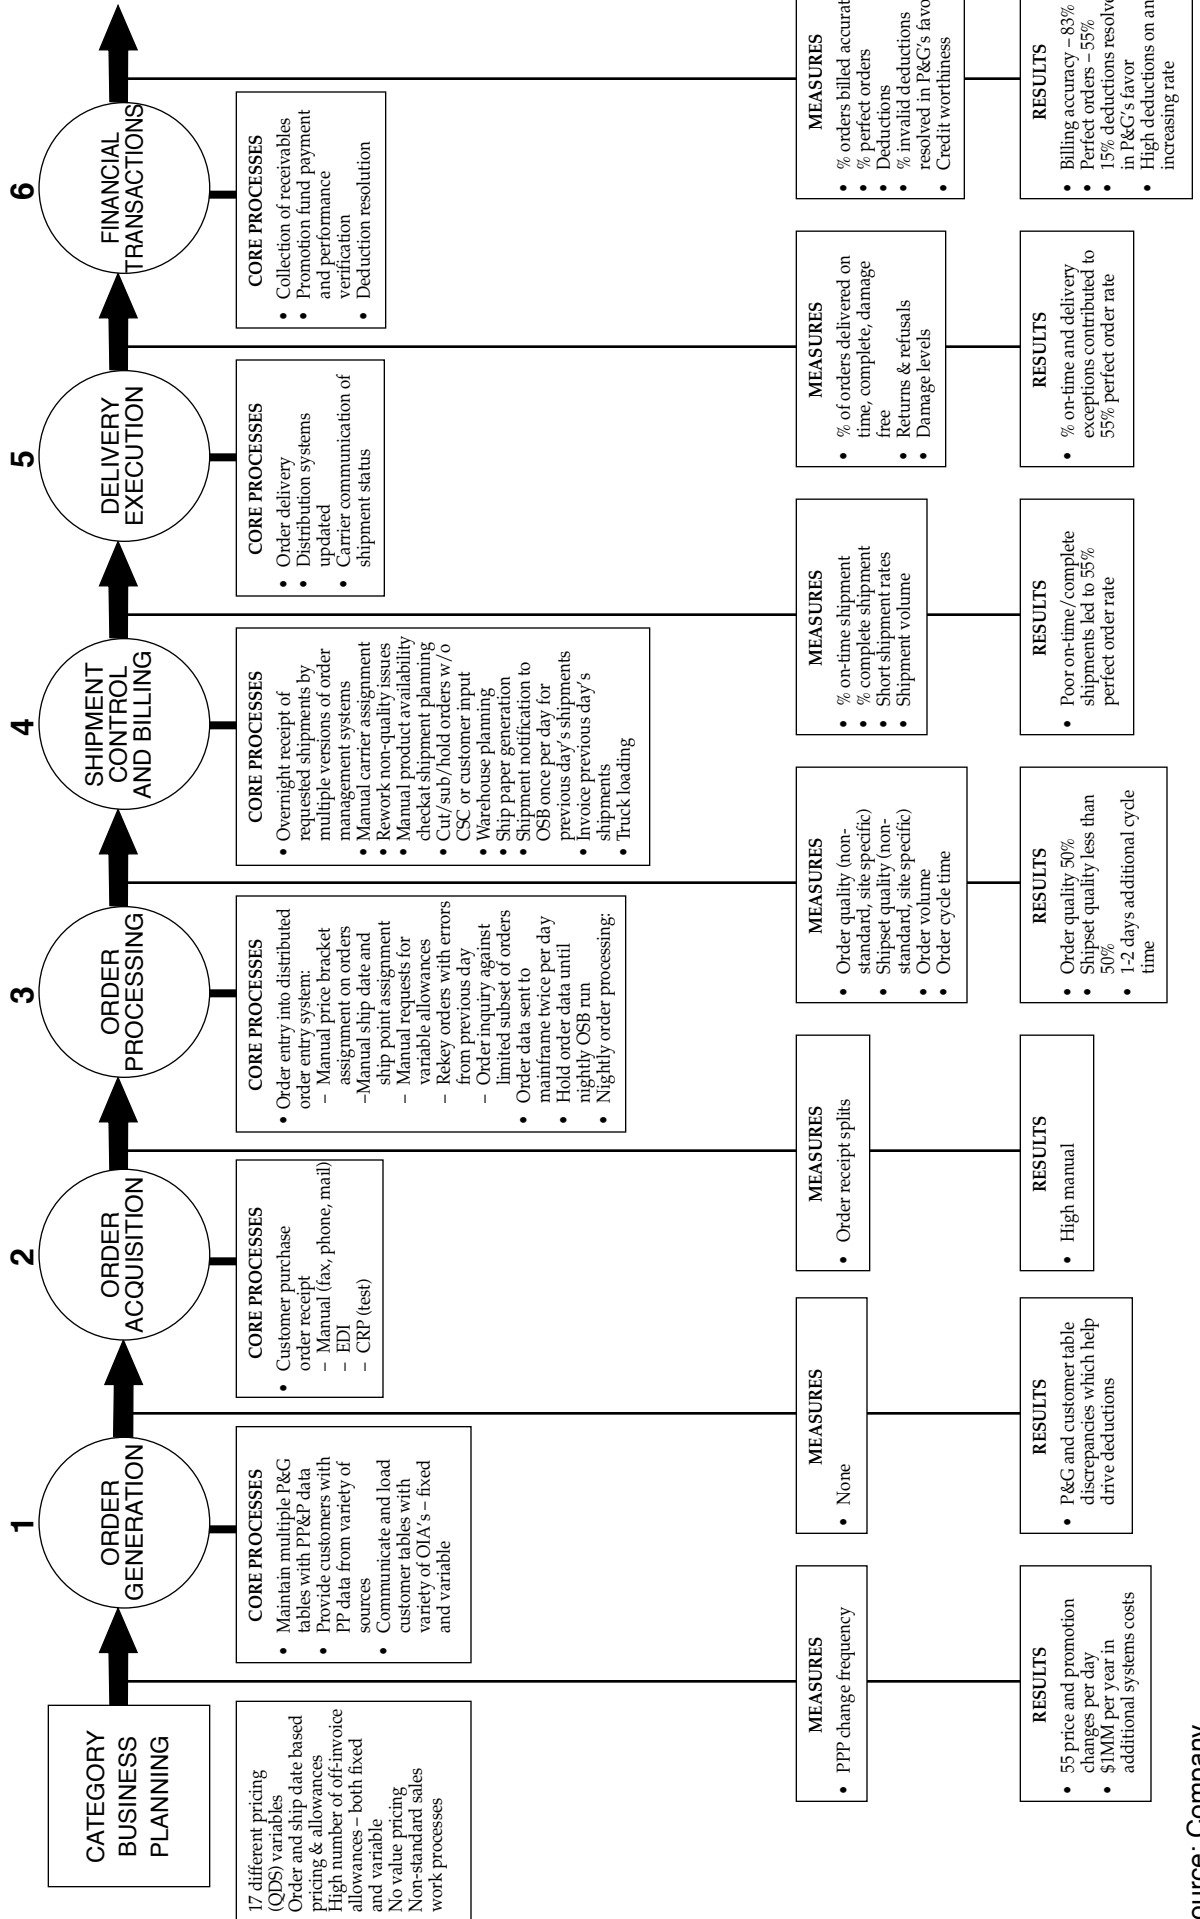 CATEGORY
BUSINESS
PLANNING
17 different pricing
(QDS) variables
Order and ship date based
pricing & allowances
High number of off-invoice
allowances – both fixed
and variable
No value pricing
Non-standard sales
work processes
MEASURES
• PPP change frequency
RESULTS
• 55 price and promotion
changes per day
• $1MM per year in
additional systems costs
1
ORDER
GENERATION
CORE PROCESSES
• Maintain multiple P&G
tables with PP&P data
• Provide customers with
PP data from variety of
sources
• Communicate and load
customer tables with
variety of OIA's – fixed
and variable
MEASURES
• None
RESULTS
• P&G and customer table
discrepancies which help
drive deductions
2
ORDER
ACQUISITION
CORE PROCESSES
• Customer purchase
order receipt
– Manual (fax, phone, mail)
– EDI
– CRP (test)
MEASURES
• Order receipt splits
RESULTS
• High manual
3
ORDER
PROCESSING
CORE PROCESSES
• Order entry into distributed
order entry system:
– Manual price bracket
assignment on orders
–Manual ship date and
ship point assignment
– Manual requests for
variable allowances
– Rekey orders with errors
from previous day
– Order inquiry against
limited subset of orders
• Order data sent to
mainframe twice per day
• Hold order data until
nightly OSB run
• Nightly order processing:
MEASURES
• Order quality (non-
standard, site specific)
• Shipset quality (non-
standard, site specific)
• Order volume
• Order cycle time
RESULTS
• Order quality 50%
• Shipset quality less than
50%
• 1-2 days additional cycle
time
4
SHIPMENT
CONTROL
AND BILLING
CORE PROCESSES
• Overnight receipt of
requested shipments by
multiple versions of order
management systems
• Manual carrier assignment
• Rework non-quality issues
• Manual product availability
checkat shipment planning
• Cut/sub/hold orders w/o
CSC or customer input
• Warehouse planning
• Ship paper generation
• Shipment notification to
OSB once per day for
previous day's shipments
• Invoice previous day's
shipments
• Truck loading
MEASURES
• % on-time shipment
• % complete shipment
• Short shipment rates
• Shipment volume
RESULTS
• Poor on-time/complete
shipments led to 55%
perfect order rate
5
DELIVERY
EXECUTION
CORE PROCESSES
• Order delivery
• Distribution systems
updated
• Carrier communication of
shipment status
MEASURES
• % of orders delivered on
time, complete, damage
free
• Returns & refusals
• Damage levels
RESULTS
• % on-time and delivery
exceptions contributed to
55% perfect order rate
6
FINANCIAL
TRANSACTIONS
CORE PROCESSES
• Collection of receivables
• Promotion fund payment
and performance
verification
• Deduction resolution
MEASURES
• % orders billed accurat
• % perfect orders
• Deductions
• % invalid deductions
resolved in P&G's favo
• Credit worthiness
RESULTS
• Billing accuracy – 83%
• Perfect orders – 55%
• 15% deductions resolve
in P&G's favor
• High deductions on an
increasing rate
ource: Company